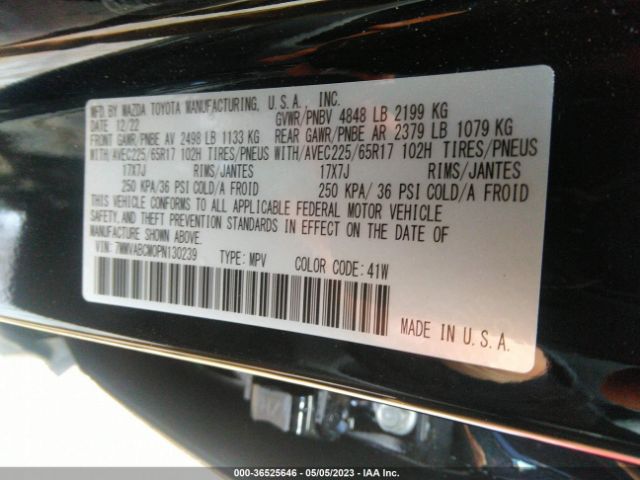 MFD.BY MAZDA TOYOTA MANUFACTURING, U.S.A., INC.
DATE 12/22 GVWR/PNBV 4848 LB 2199 KG
FRONT GAWR/PNBE AV 2498 LB 1133 KG REAR GAWR/PNBE AR 2379 LB 1079 KG
WITH/AVEC225/65R17 102H TIRES/PNEUS WITH/AVEC225/65R17 102H TIRES/PNEUS
17X7J RIMS/JANTES 17X7J RIMS/JANTES
250 KPA/36 PSI COLD/A FROID 250 KPA/ 36 PSI COLD/A FROID
THIS VEHICLE CONFORMS TO ALL APPLICABLE FEDERAL MOTOR VEHICLE
SAFETY,AND THEFT PREVENTION STANDARDS IN EFFECT ON THE DATE OF
MANUFACTURE SHOWN ABOVE.
VIN: 7MMVABCM0PN130239 TYPE: MPV COLOR CODE: 41W
MADE IN U.S.A.
000-36525646 - 05/05/2023 - IAA Inc.